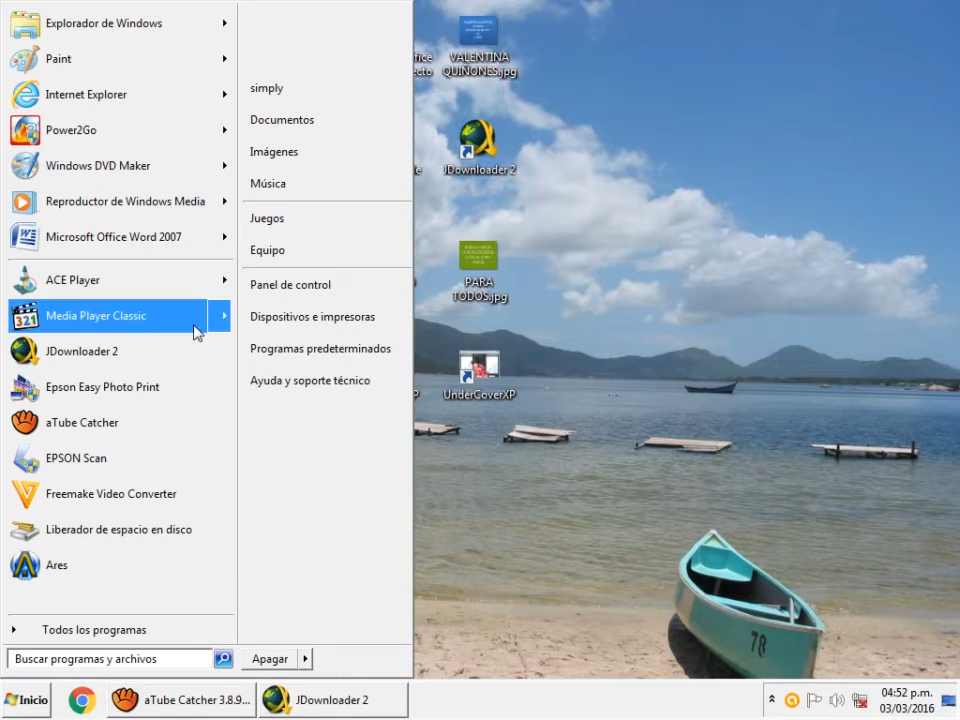 Explorador de Windows
Paint
Internet Explorer
Power2Go
Windows DVD Maker
Reproductor de Windows Media
Microsoft Office Word 2007
ACE Player
Media Player Classic
JDownloader 2
Epson Easy Photo Print
aTube Catcher
EPSON Scan
Freemake Video Converter
Liberador de espacio en disco
Ares
Todos los programas
Buscar programas y archivos
simply
Documentos
Imágenes
Música
Juegos
Equipo
Panel de control
Dispositivos e impresoras
Programas predeterminados
Ayuda y soporte técnico
Apagar
VALENTINA
QUIÑONES.jpg
JDownloader 2
PARA
TODOS.jpg
UnderCoverXP
78
Inicio
aTube Catcher 3.8.9...
JDownloader 2
04:52 p.m.
03/03/2016